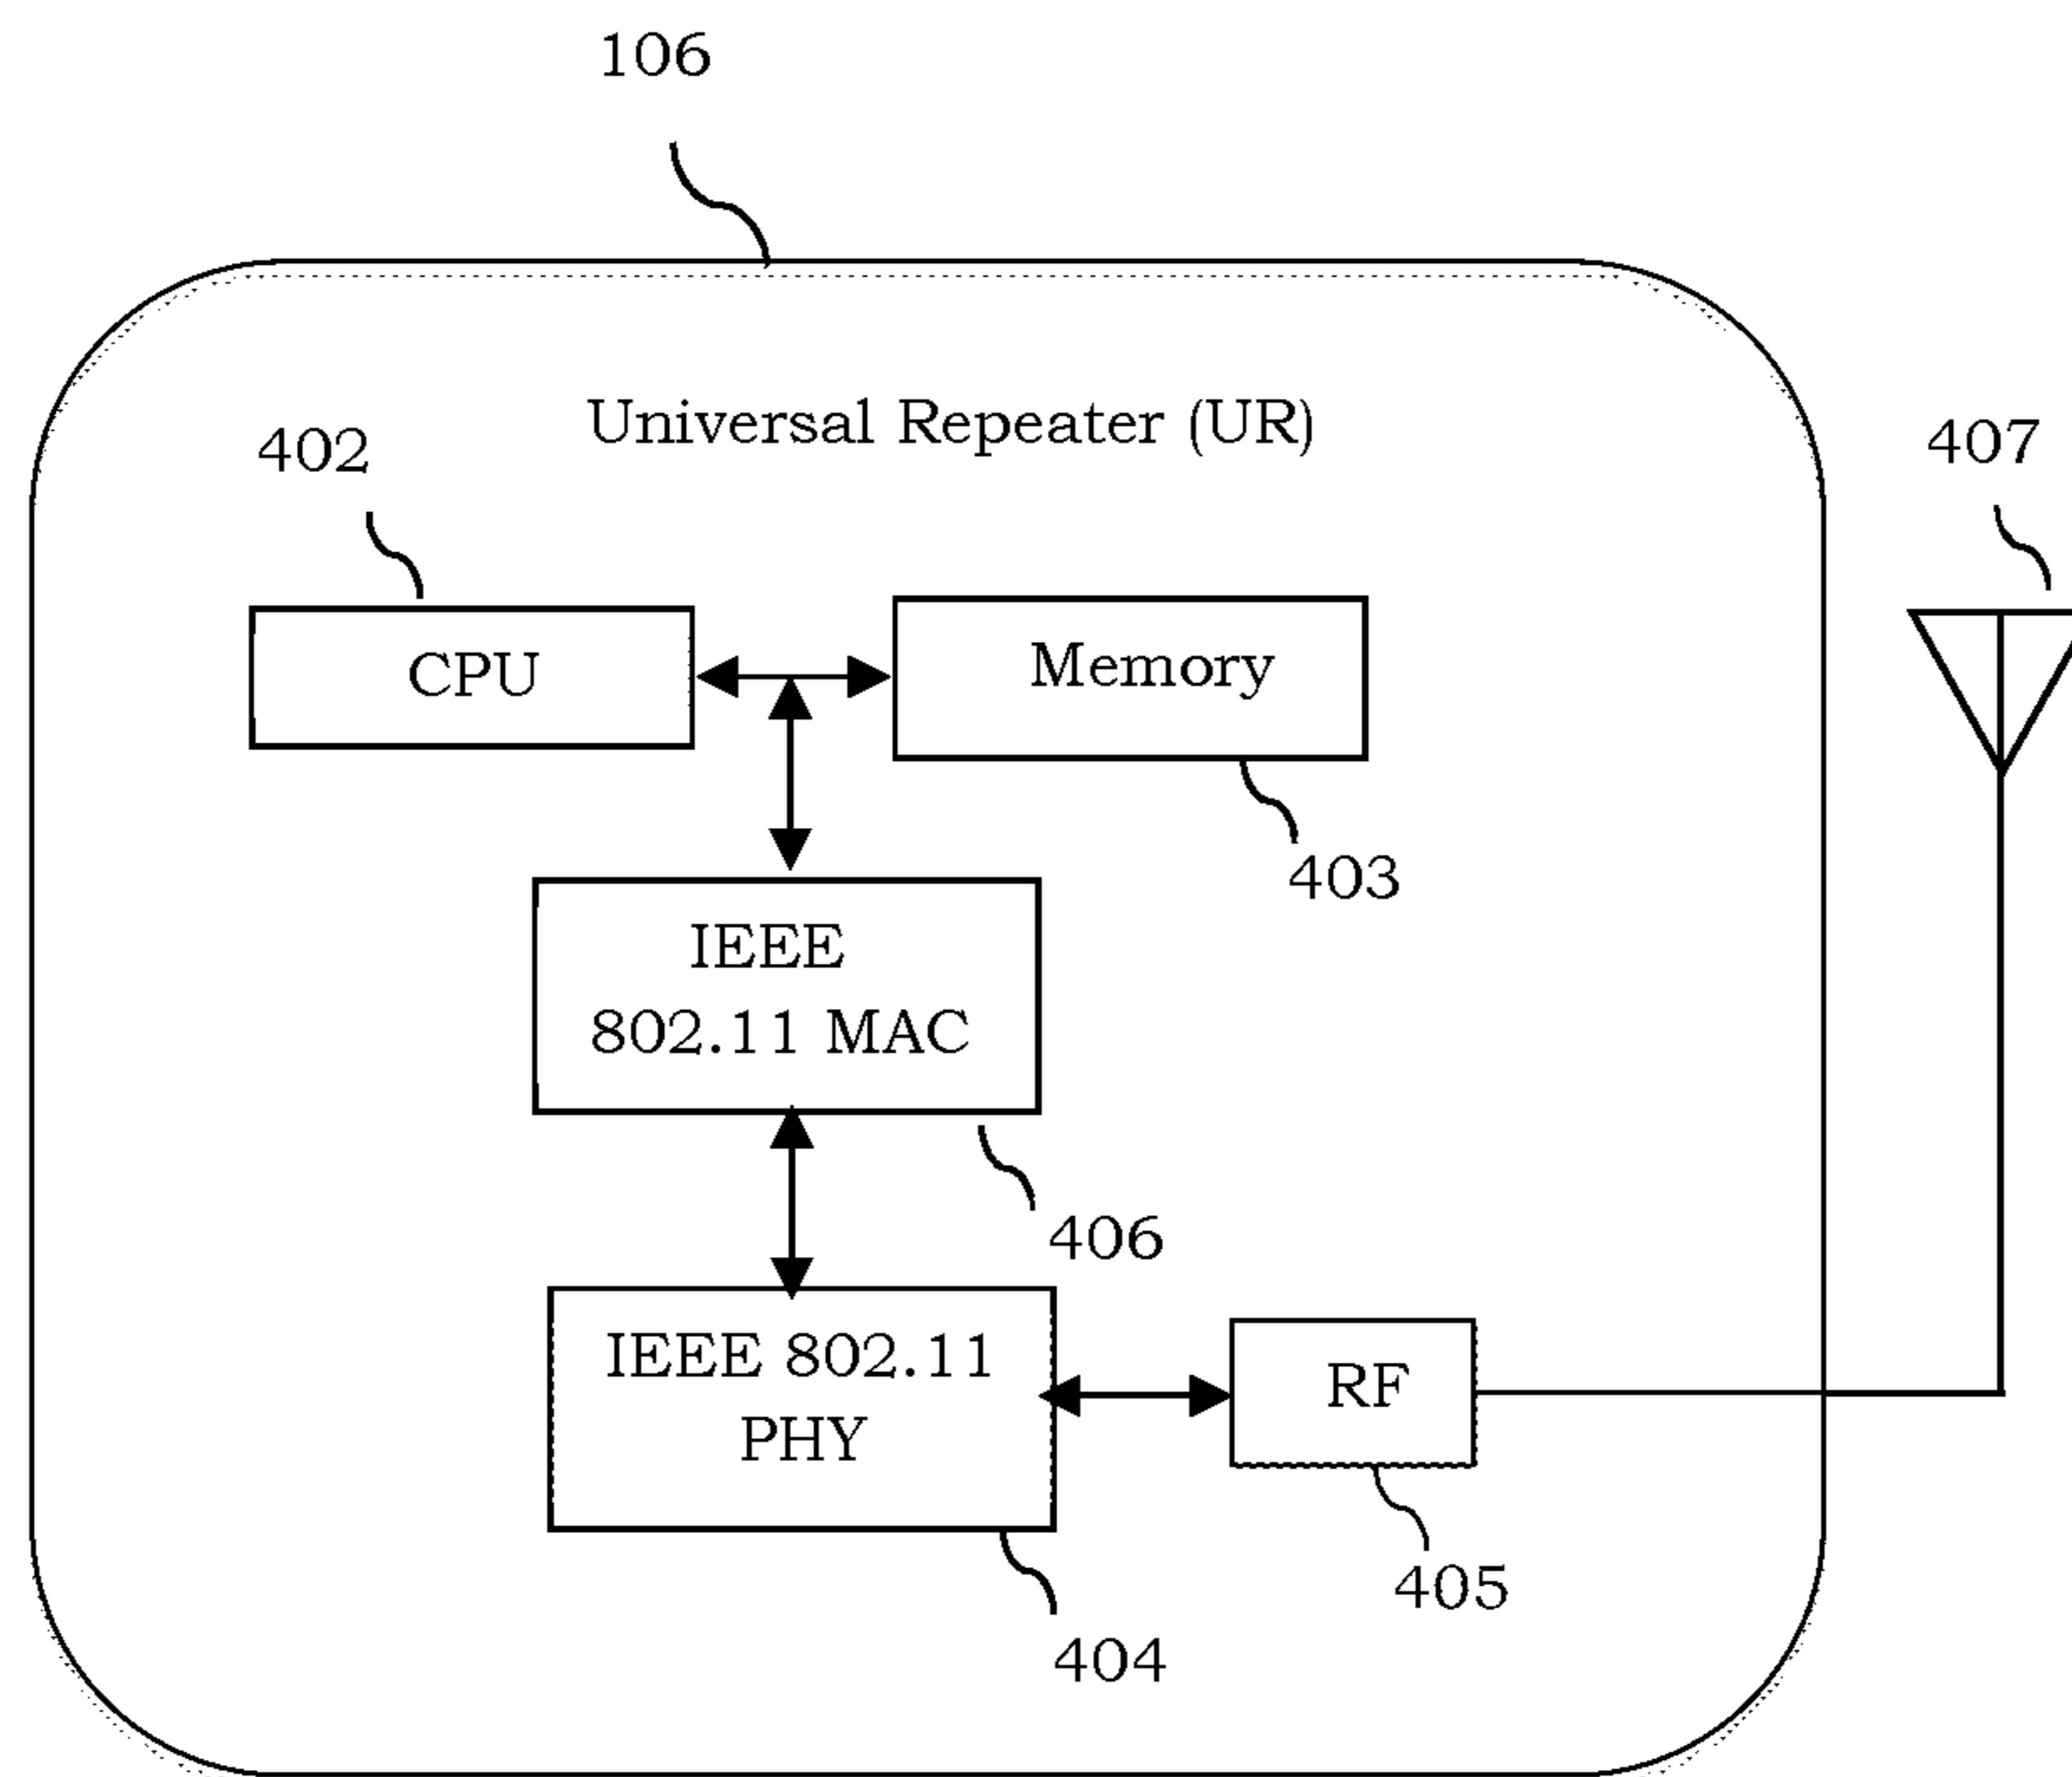 106
Universal Repeater (UR)
402
407
CPU
Memory
403
IEEE
802.11 MAC
406
IEEE 802.11
PHY
RF
405
404